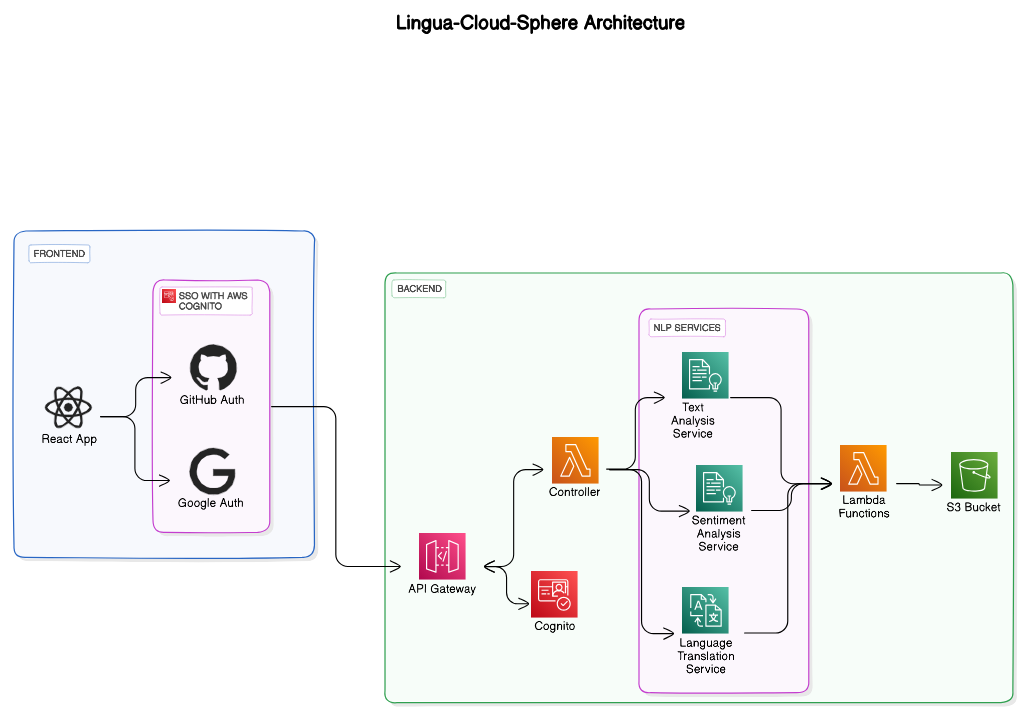 Lingua-Cloud-Sphere Architecture
FRONTEND
SSO WITH AWS
COGNITO
GitHub Auth
React App
Google Auth
BACKEND
NLP SERVICES
Text
Analysis
Service
Controller
Sentiment
Analysis
Service
Lambda
Functions
S3 Bucket
API Gateway
Cognito
A
文
Language
Translation
Service